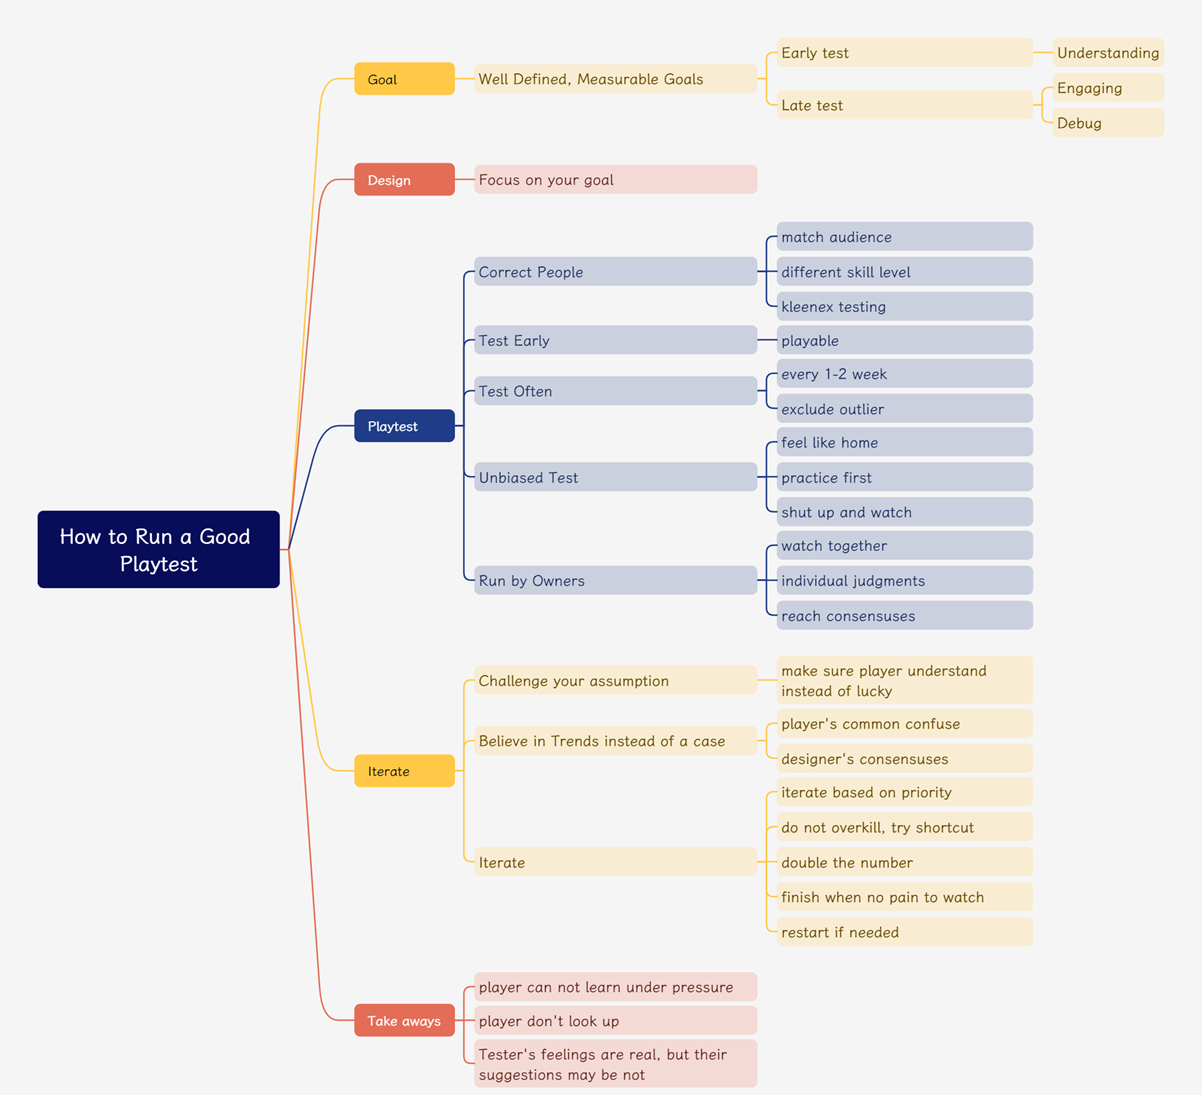 How to Run a Good
Playtest
Goal
Well Defined, Measurable Goals
Early test
Understanding
Late test
Engaging
Debug
Design
Focus on your goal
Playtest
Correct People
match audience
different skill level
kleenex testing
Test Early
playable
Test Often
every 1-2 week
exclude outlier
Unbiased Test
feel like home
practice first
shut up and watch
Run by Owners
watch together
individual judgments
reach consensuses
Iterate
Challenge your assumption
make sure player understand
instead of lucky
Believe in Trends instead of a case
player's common confuse
designer's consensuses
Iterate
iterate based on priority
do not overkill, try shortcut
double the number
finish when no pain to watch
restart if needed
Take aways
player can not learn under pressure
player don't look up
Tester's feelings are real, but their
suggestions may be not